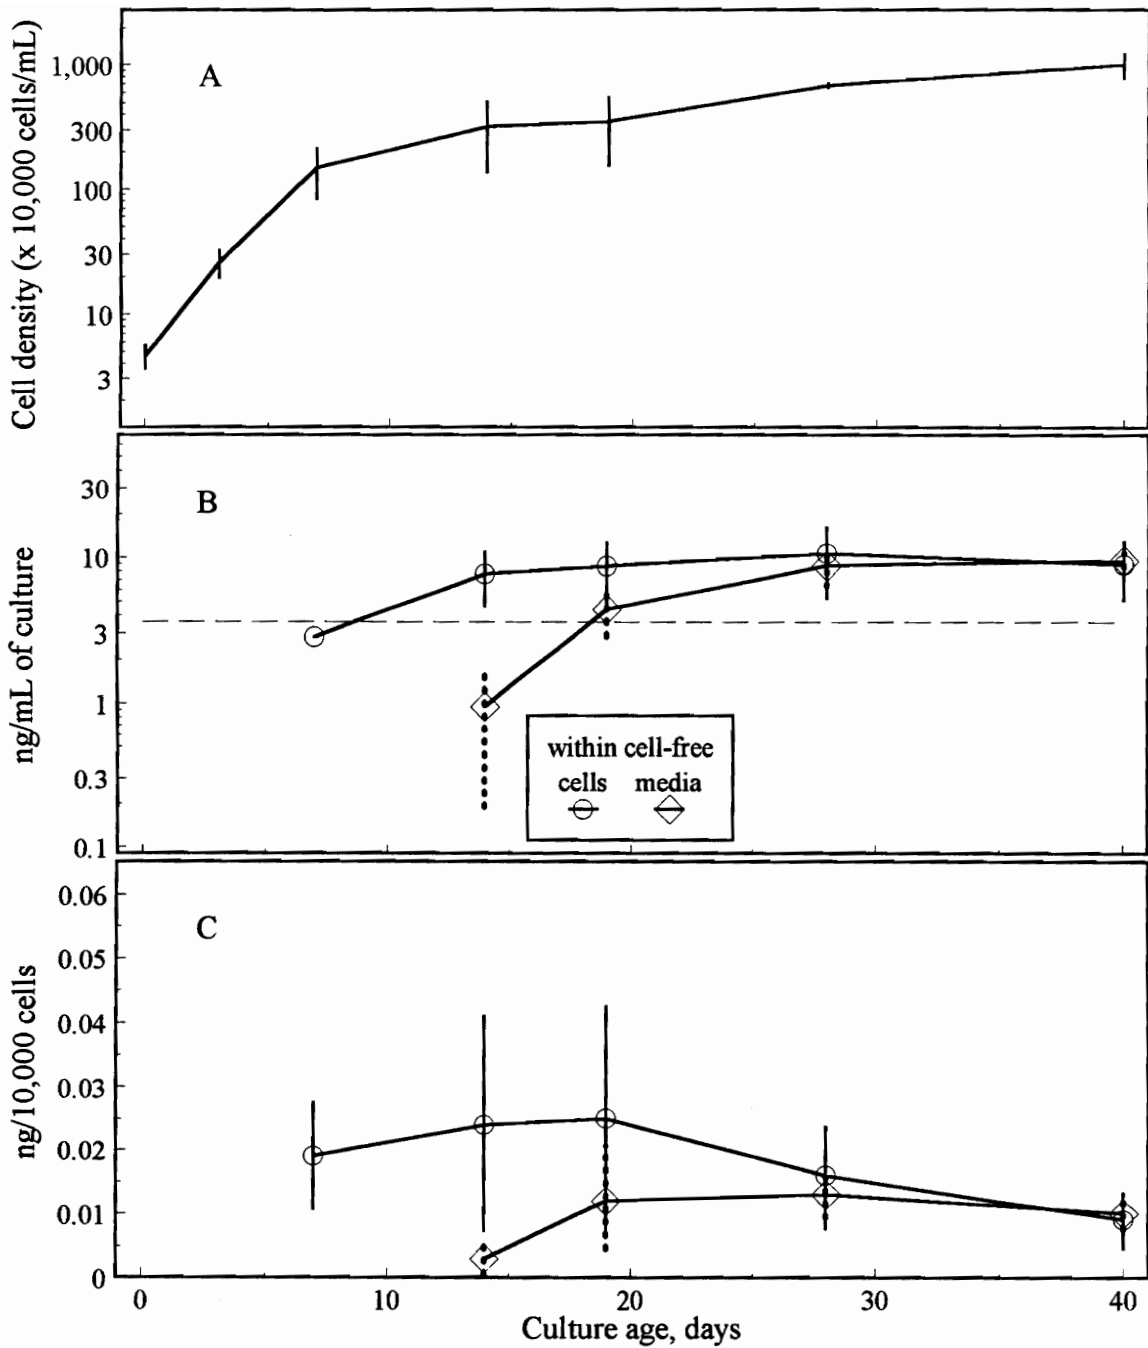 Cell density (x 10,000 cells/mL)
1,000
300
100
30
10
3
A
ng/mL of culture
30
10
3
1
0.3
0.1
B
within cell-free
cells media
ng/10,000 cells
0.06
0.05
0.04
0.03
0.02
0.01
0
C
0 10 20 30 40
Culture age, days